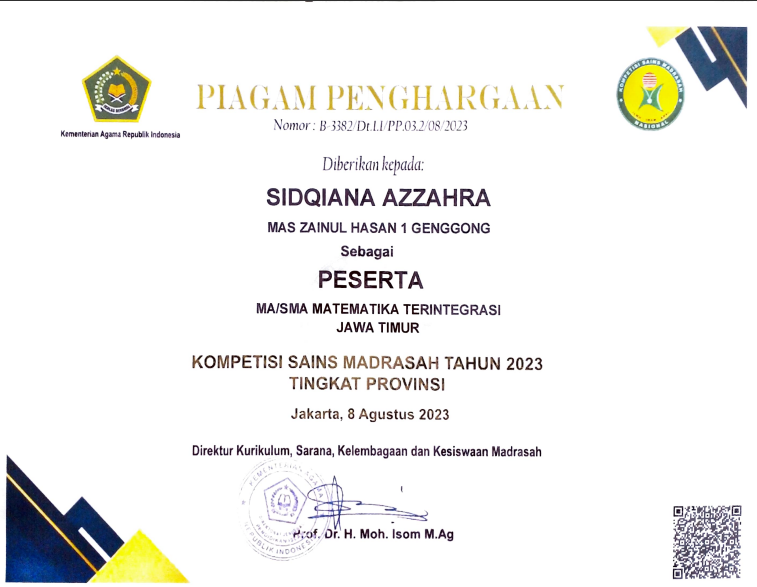 PIAGAM PENGHARGAAN
Nomor : B-3382/Dt.I.I/PP.03.2/08/2023
Kementerian Agama Republik Indonesia
KOMPETISI SAINS MADRASAH
NASIONAL
Diberikan kepada:
SIDQIANA AZZAHRA
MAS ZAINUL HASAN 1 GENGGONG
Sebagai
PESERTA
MA/SMA MATEMATIKA TERINTEGRASI
JAWA TIMUR
KOMPETISI SAINS MADRASAH TAHUN 2023
TINGKAT PROVINSI
Jakarta, 8 Agustus 2023
Direktur Kurikulum, Sarana, Kelembagaan dan Kesiswaan Madrasah
KEMENTERIAN AGAMA
REPUBLIK INDONESIA
Prof. Dr. H. Moh. Isom M.Ag